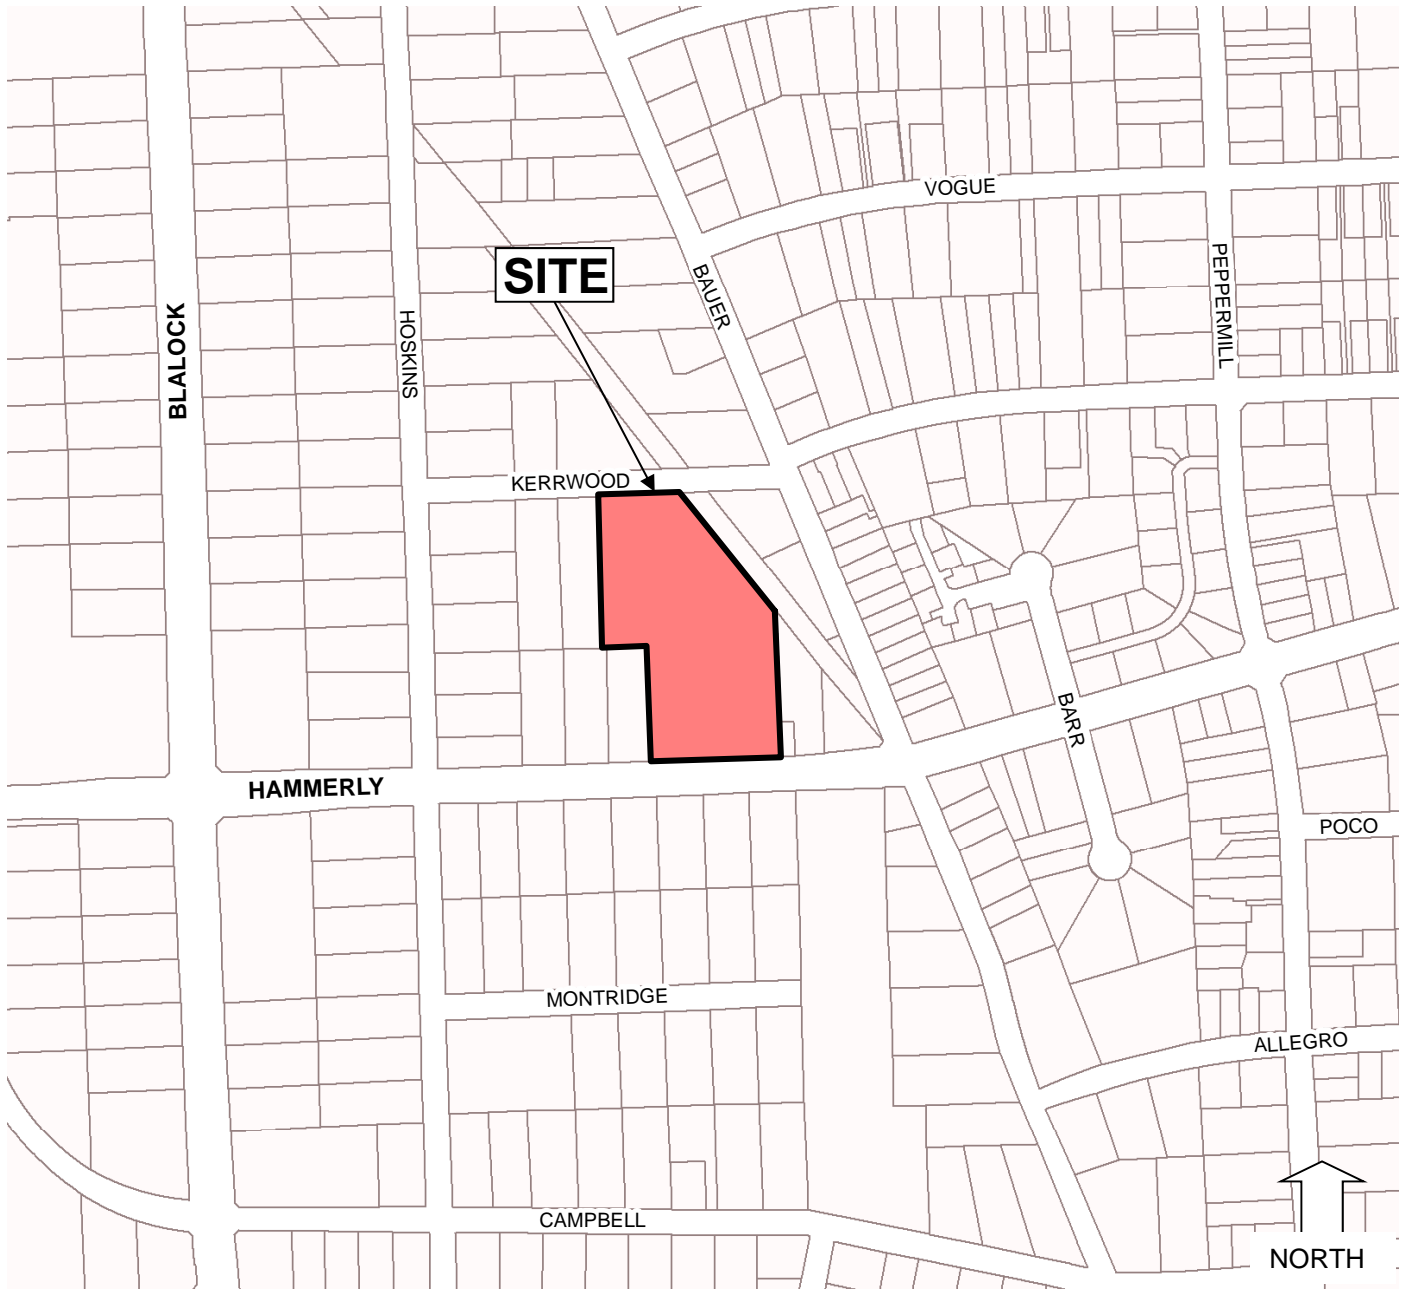 VOGUE
PEPPERMILL
SITE
BAUER
BLALOCK
HOSKINS
KERRWOOD
BARR
HAMMERLY
POCO
MONTRIDGE
ALLEGRO
CAMPBELL
NORTH